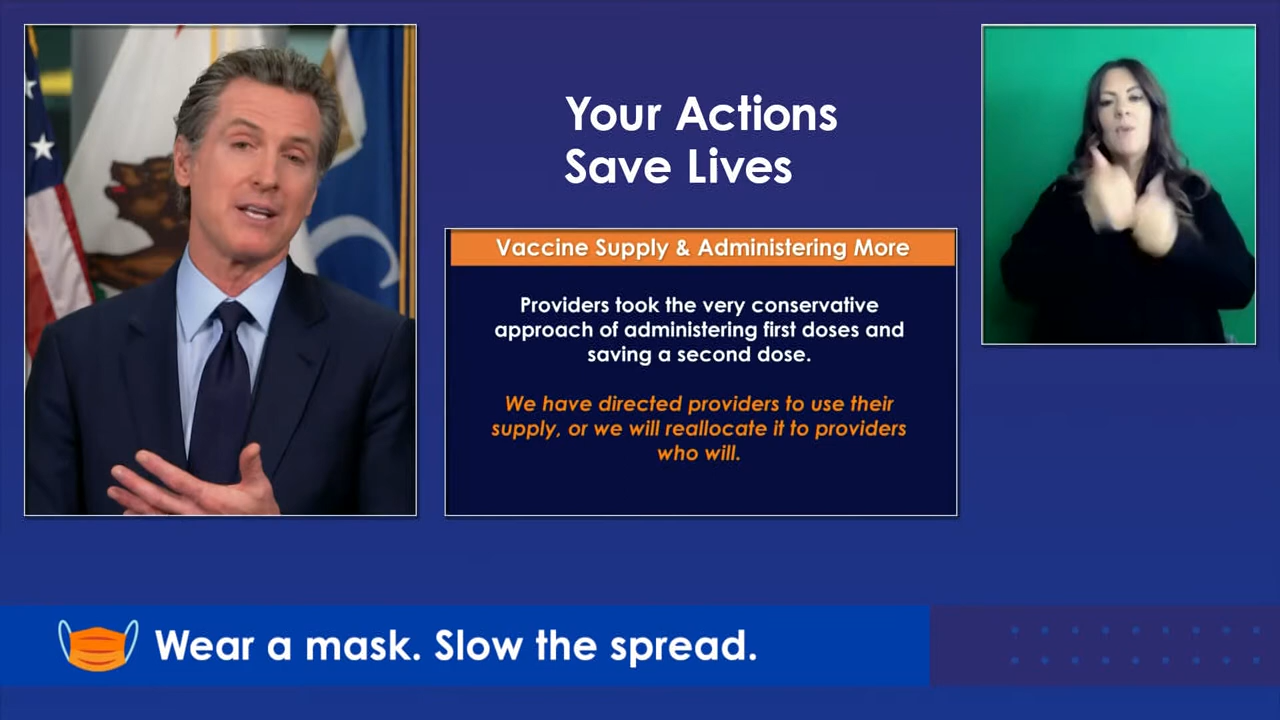 Your Actions
Save Lives
Vaccine Supply & Administering More
Providers took the very conservative
approach of administering first doses and
saving a second dose.
We have directed providers to use their
supply, or we will reallocate it to providers
who will.
Wear a mask. Slow the spread.